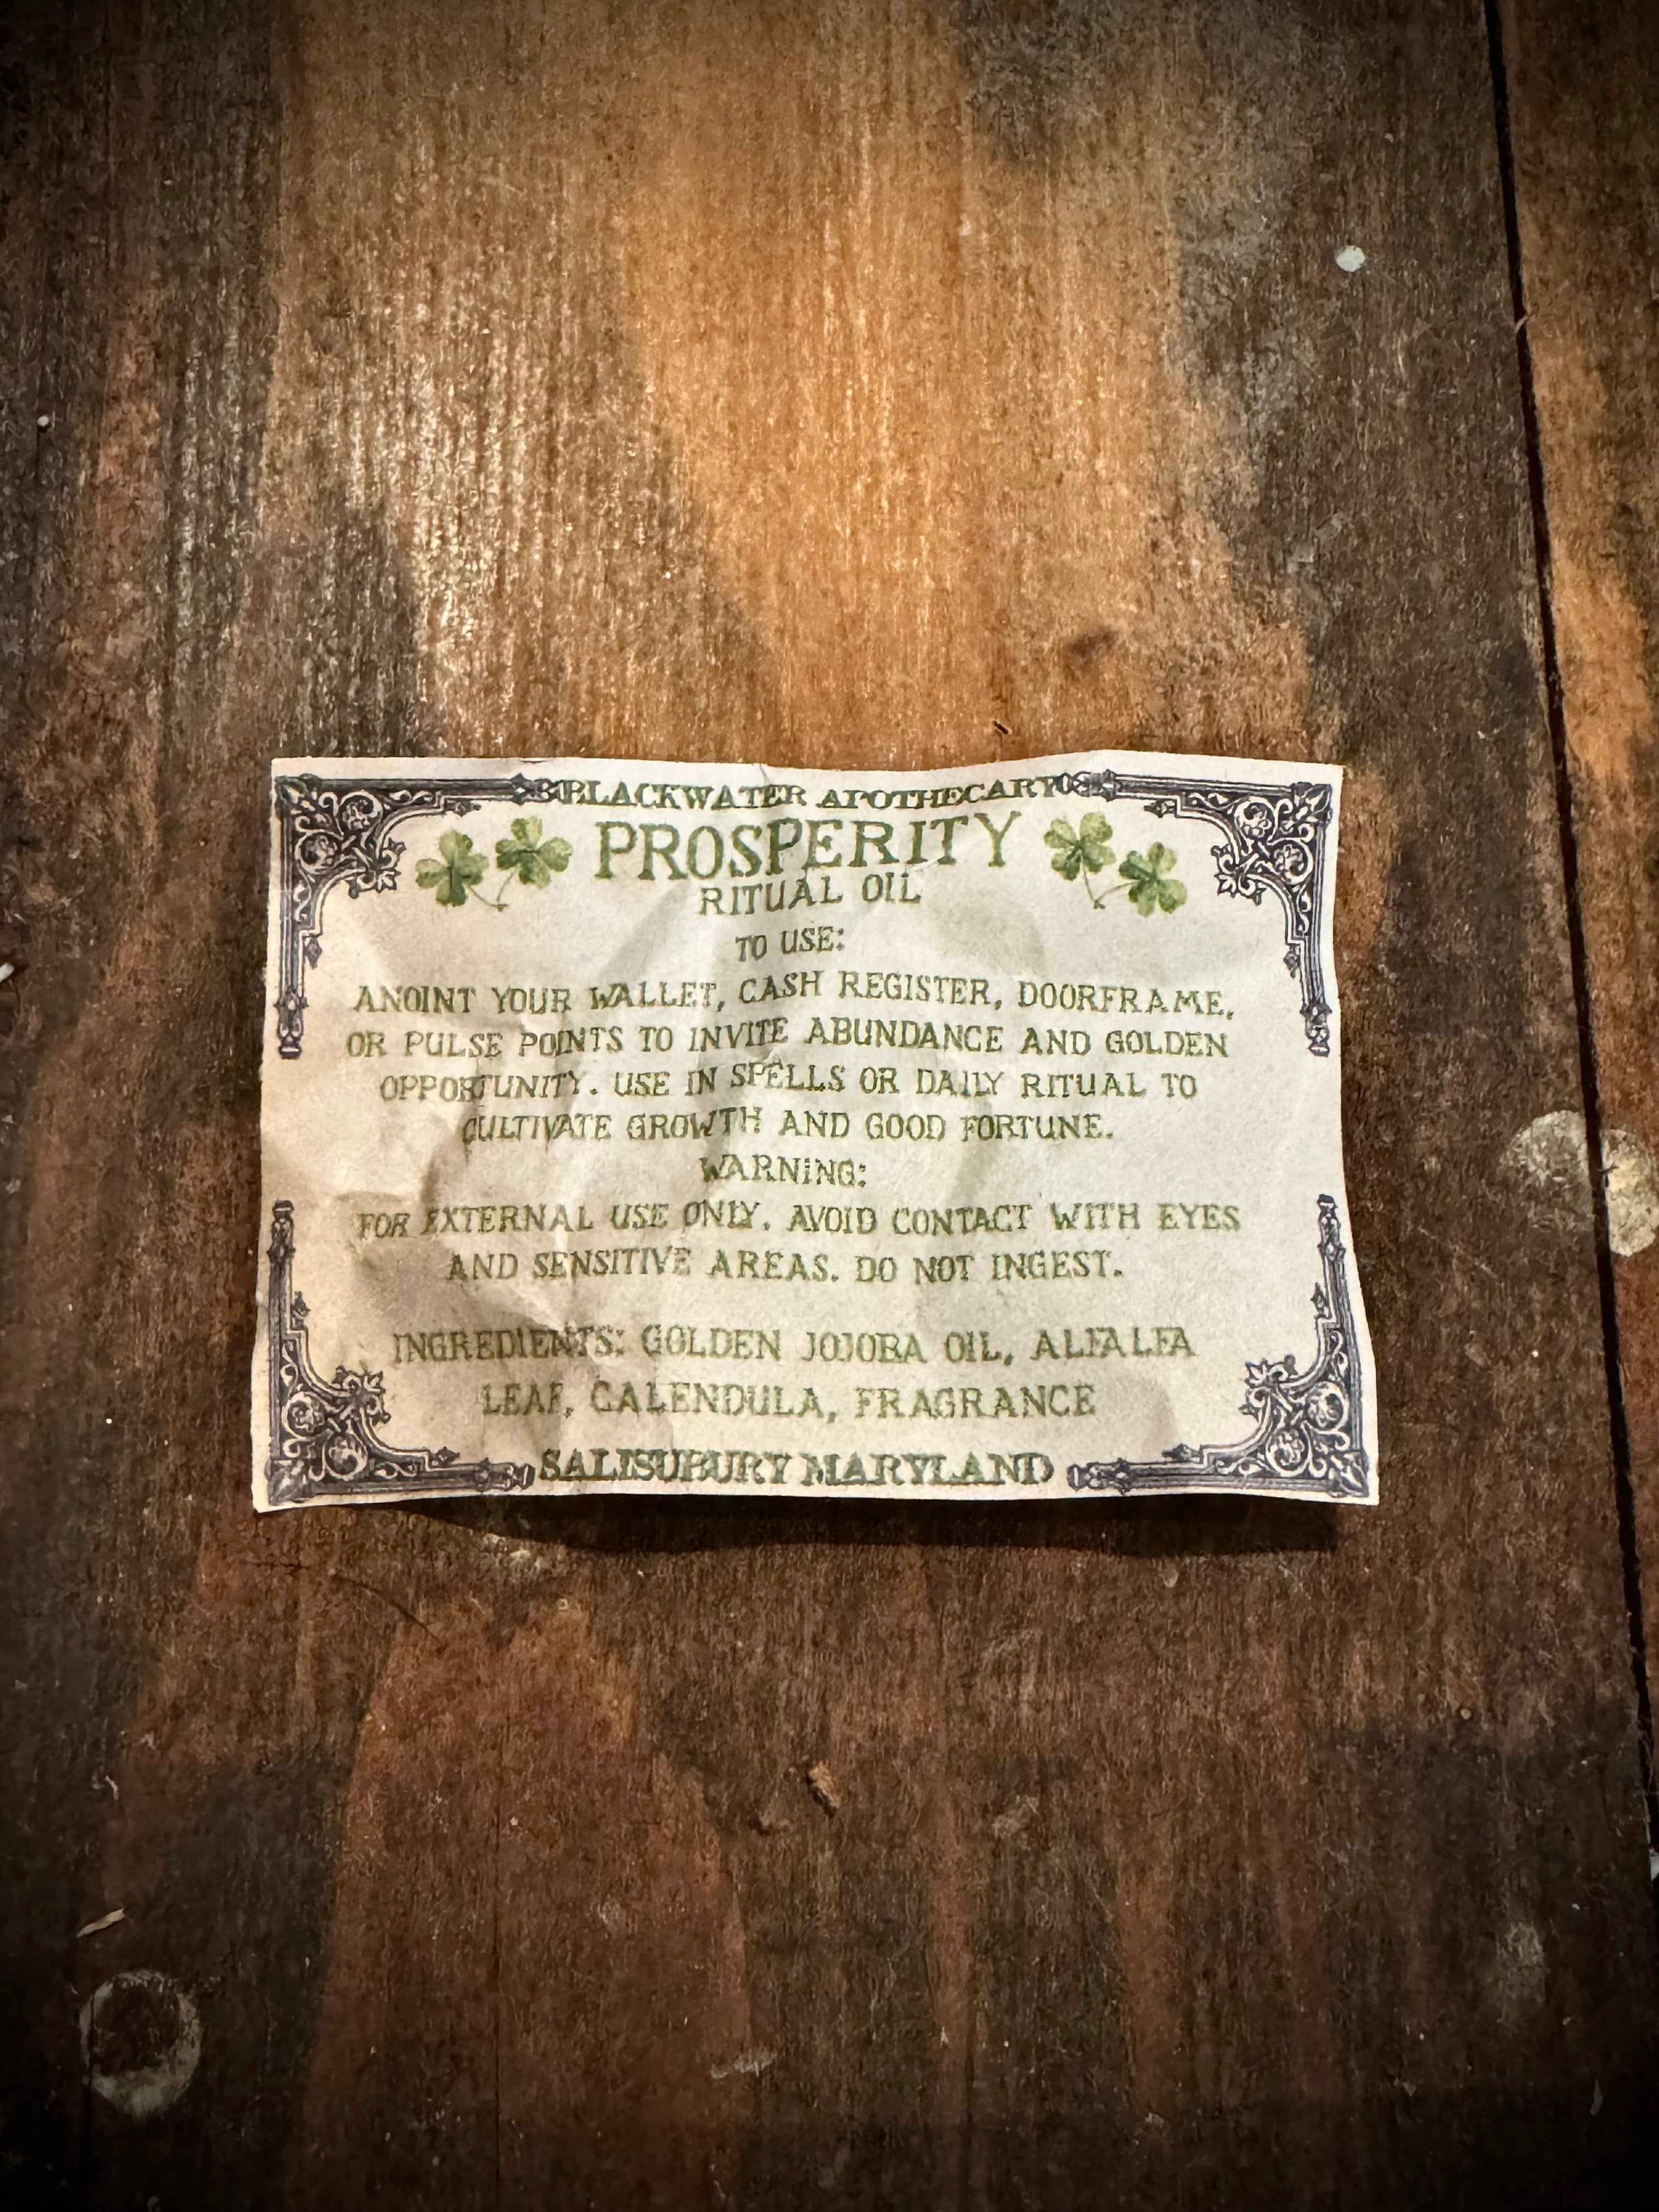 BLACKWATER APOTHECARY
PROSPERITY
RITUAL OIL
TO USE:
ANOINT YOUR WALLET, CASH REGISTER, DOORFRAME,
OR PULSE POINTS TO INVITE ABUNDANCE AND GOLDEN
OPPORTUNITY. USE IN SPELLS OR DAILY RITUAL TO
CULTIVATE GROWTH AND GOOD FORTUNE.
WARNING:
FOR EXTERNAL USE ONLY. AVOID CONTACT WITH EYES
AND SENSITIVE AREAS. DO NOT INGEST.
INGREDIENTS: GOLDEN JOJOBA OIL, ALFALFA
LEAF, CALENDULA, FRAGRANCE
SALISUBURY MARYLAND